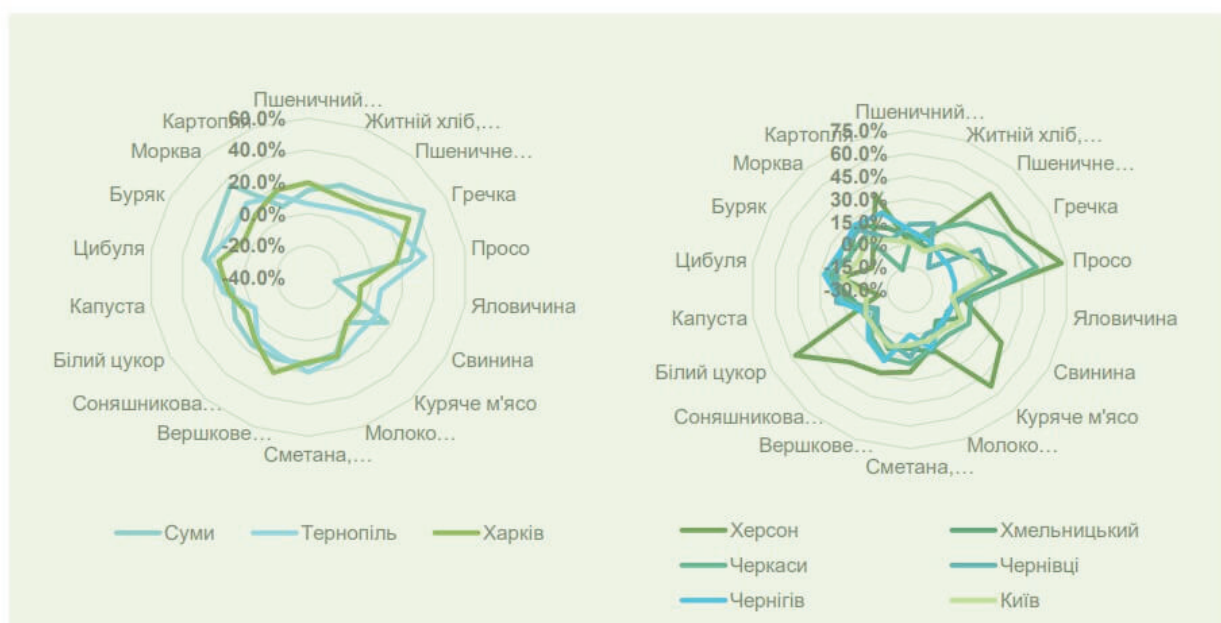 Пшеничний…
60.0%
Картопля
Житній хліб,…
40.0%
Морква
Пшеничне…
20.0%
Буряк
Гречка
0.0%
Цибуля
-20.0%
Просо
-40.0%
Капуста
Яловичина
Білий цукор
Свинина
Соняшникова…
Куряче м'ясо
Вершкове…
Молоко…
Сметана,…
Суми
Тернопіль
Харків
Пшеничний…
75.0%
Картопля
Житній хліб,…
60.0%
Морква
Пшеничне…
45.0%
Буряк
30.0%
Гречка
15.0%
0.0%
Цибуля
-15.0%
Просо
-30.0%
Капуста
Яловичина
Білий цукор
Свинина
Соняшникова…
Куряче м'ясо
Вершкове…
Молоко…
Сметана,…
Херсон
Хмельницький
Черкаси
Чернівці
Чернігів
Київ